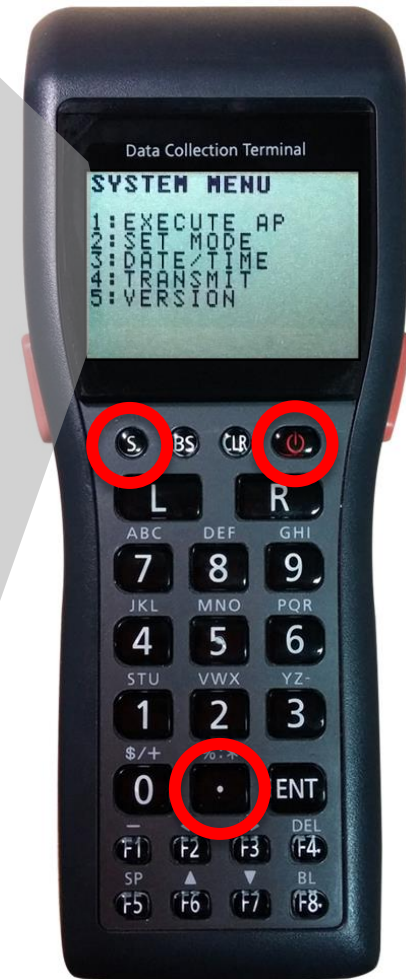 Data Collection Terminal
SYSTEM MENU
1:EXECUTE AP
2:SET MODE
3:DATE/TIME
4:TRANSMIT
5:VERSION
S BS CLR
L R
ABC DEF GHI
7 8 9
JKL MNO PQR
4 5 6
STU VWX YZ-
1 2 3
$/+ %:*
0 . ENT
DEL
F1 F2 F3 F4
SP ▲ ▼ BL
F5 F6 F7 F8